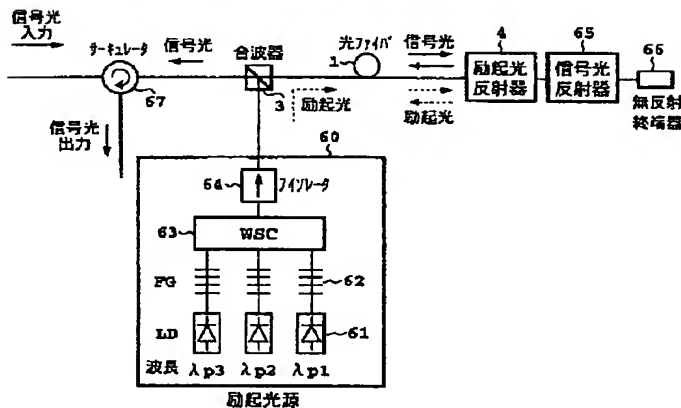 信号光
入力
サーキュレータ
67
信号光
出力
信号光
合波器
3
励起光
光ファイバ
1
信号光
励起光
4
励起光
反射器
65
信号光
反射器
66
無反射
終端器
60
64
アイソレータ
63
WSC
FG
62
LD
61
波長 λp3 λp2 λp1
励起光源